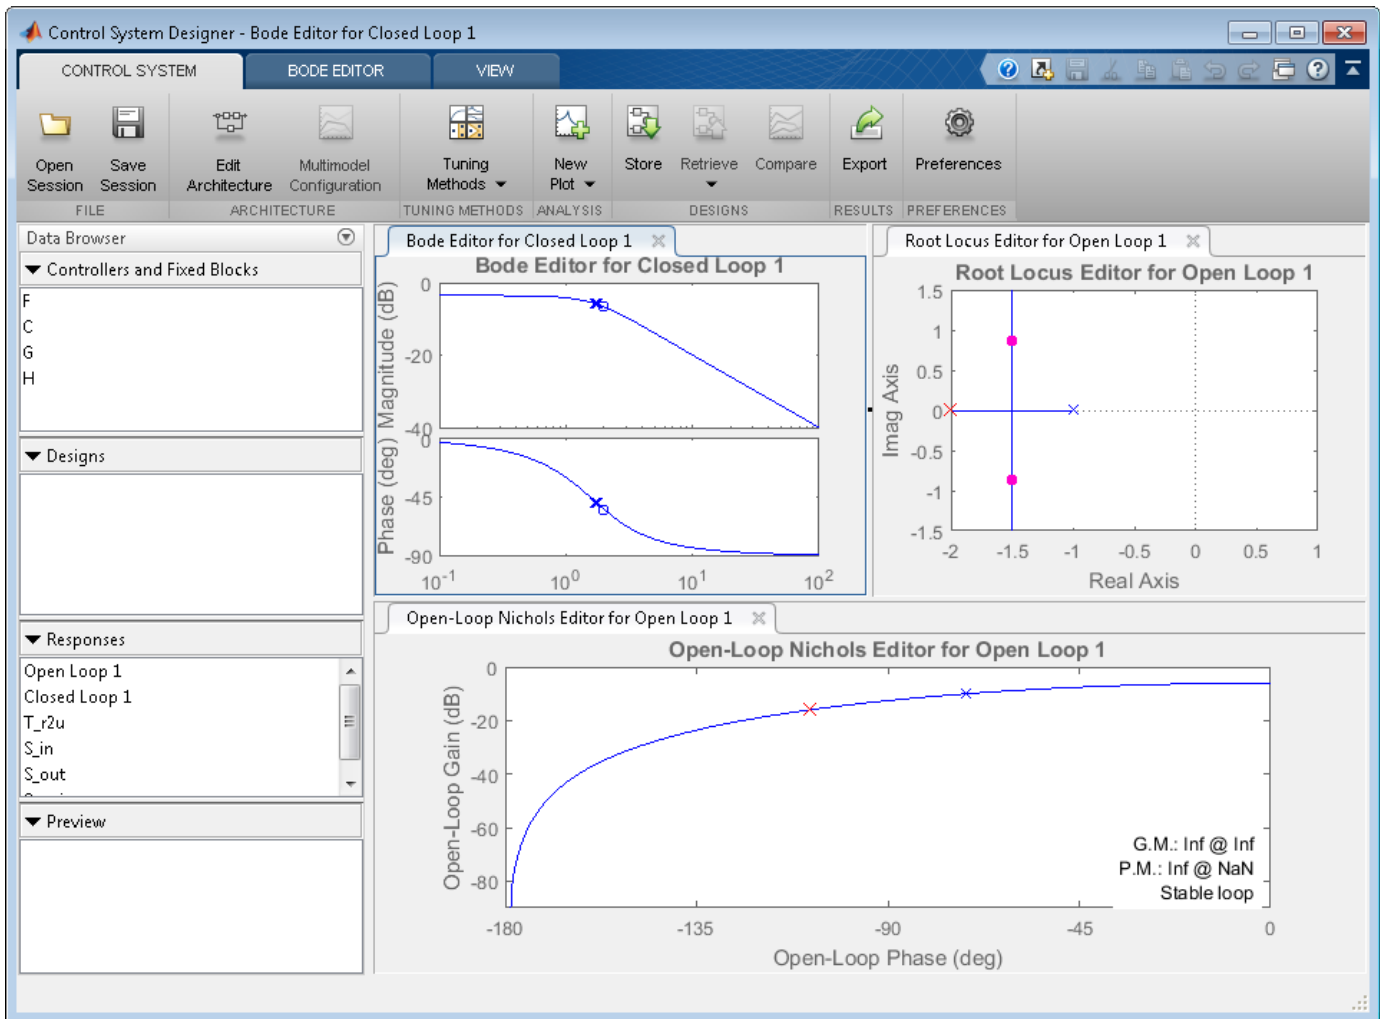 Control System Designer - Bode Editor for Closed Loop 1
CONTROL SYSTEM
BODE EDITOR
VIEW
Open
Session
Save
Session
Edit
Architecture
Multimodel
Configuration
Tuning
Methods
New
Plot
Store
Retrieve
Compare
Export
Preferences
FILE
ARCHITECTURE
TUNING METHODS
ANALYSIS
DESIGNS
RESULTS
PREFERENCES
Data Browser
Controllers and Fixed Blocks
F
C
G
H
Designs
Responses
Open Loop 1
Closed Loop 1
T_r2u
S_in
S_out
Preview
Bode Editor for Closed Loop 1
Bode Editor for Closed Loop 1
Magnitude (dB)
0
-20
-40
Phase (deg)
0
-45
-90
10^-1
10^0
10^1
10^2
Root Locus Editor for Open Loop 1
Root Locus Editor for Open Loop 1
Imag Axis
1.5
1
0.5
0
-0.5
-1
-1.5
-2
-1.5
-1
-0.5
0
0.5
1
Real Axis
Open-Loop Nichols Editor for Open Loop 1
Open-Loop Nichols Editor for Open Loop 1
Open-Loop Gain (dB)
0
-20
-40
-60
-80
G.M.: Inf @ Inf
P.M.: Inf @ NaN
Stable loop
-180
-135
-90
-45
0
Open-Loop Phase (deg)